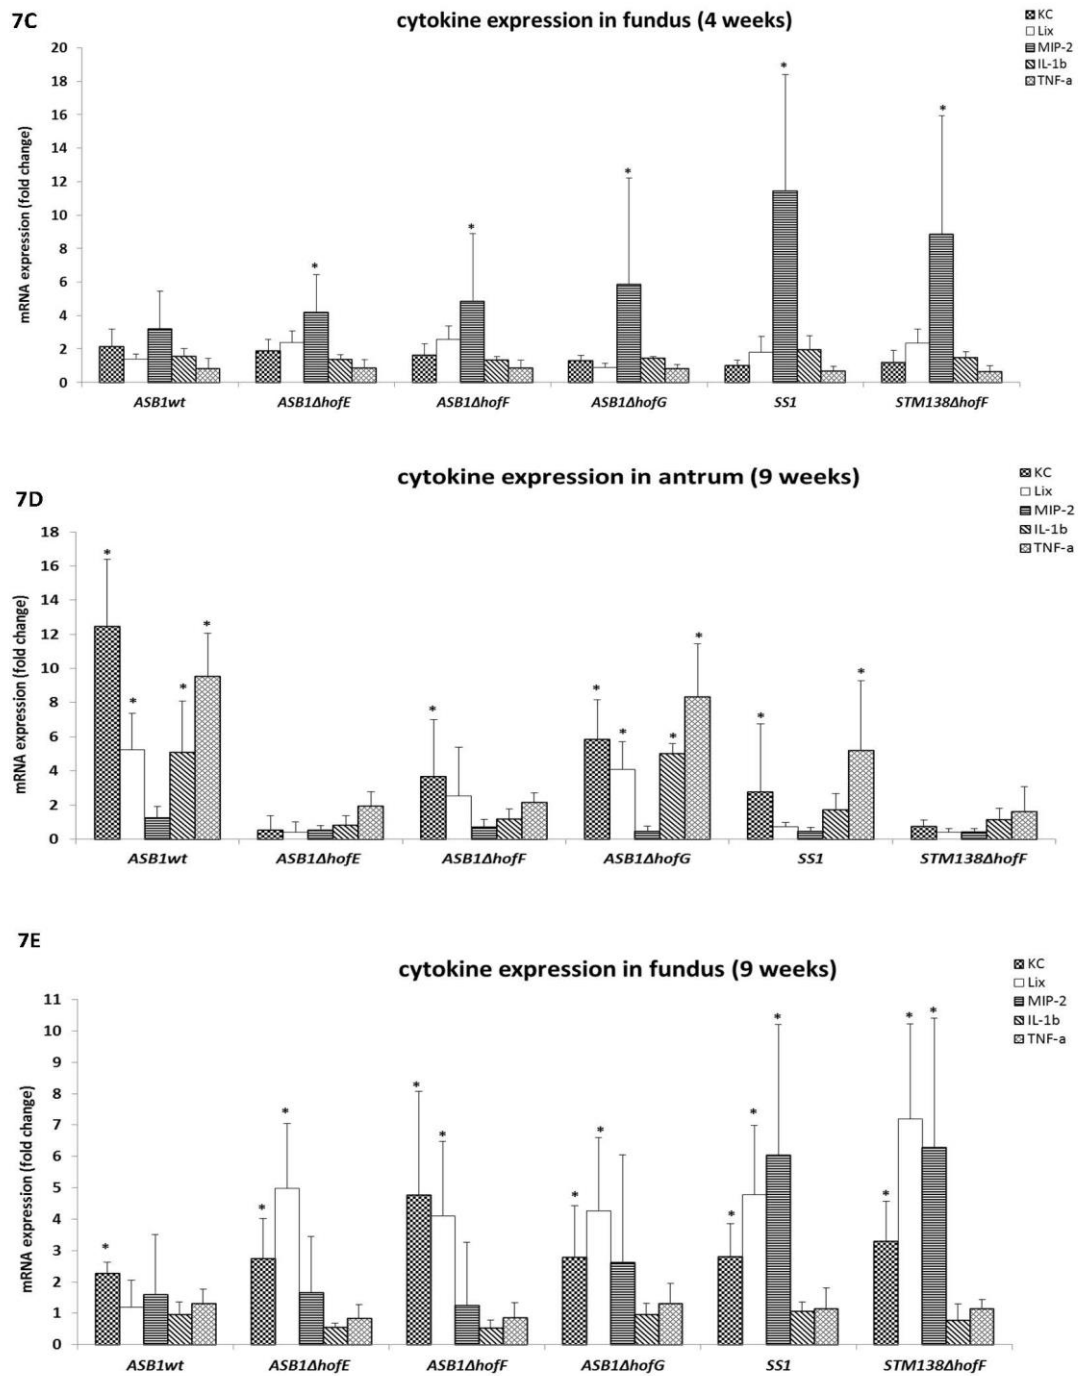 7C
cytokine expression in fundus (4 weeks)
KC
Lix
MIP-2
IL-1b
TNF-a
mRNA expression (fold change)
20
18
16
14
12
10
8
6
4
2
0
* * * * *
ASB1wt ASB1ΔhofE ASB1ΔhofF ASB1ΔhofG SS1 STM138ΔhofF
7D
cytokine expression in antrum (9 weeks)
KC
Lix
MIP-2
IL-1b
TNF-a
mRNA expression (fold change)
18
16
14
12
10
8
6
4
2
0
* * * * * * * * * * *
ASB1wt ASB1ΔhofE ASB1ΔhofF ASB1ΔhofG SS1 STM138ΔhofF
7E
cytokine expression in fundus (9 weeks)
KC
Lix
MIP-2
IL-1b
TNF-a
mRNA expression (fold change)
11
10
9
8
7
6
5
4
3
2
1
0
* * * * * * * * * * * * *
ASB1wt ASB1ΔhofE ASB1ΔhofF ASB1ΔhofG SS1 STM138ΔhofF